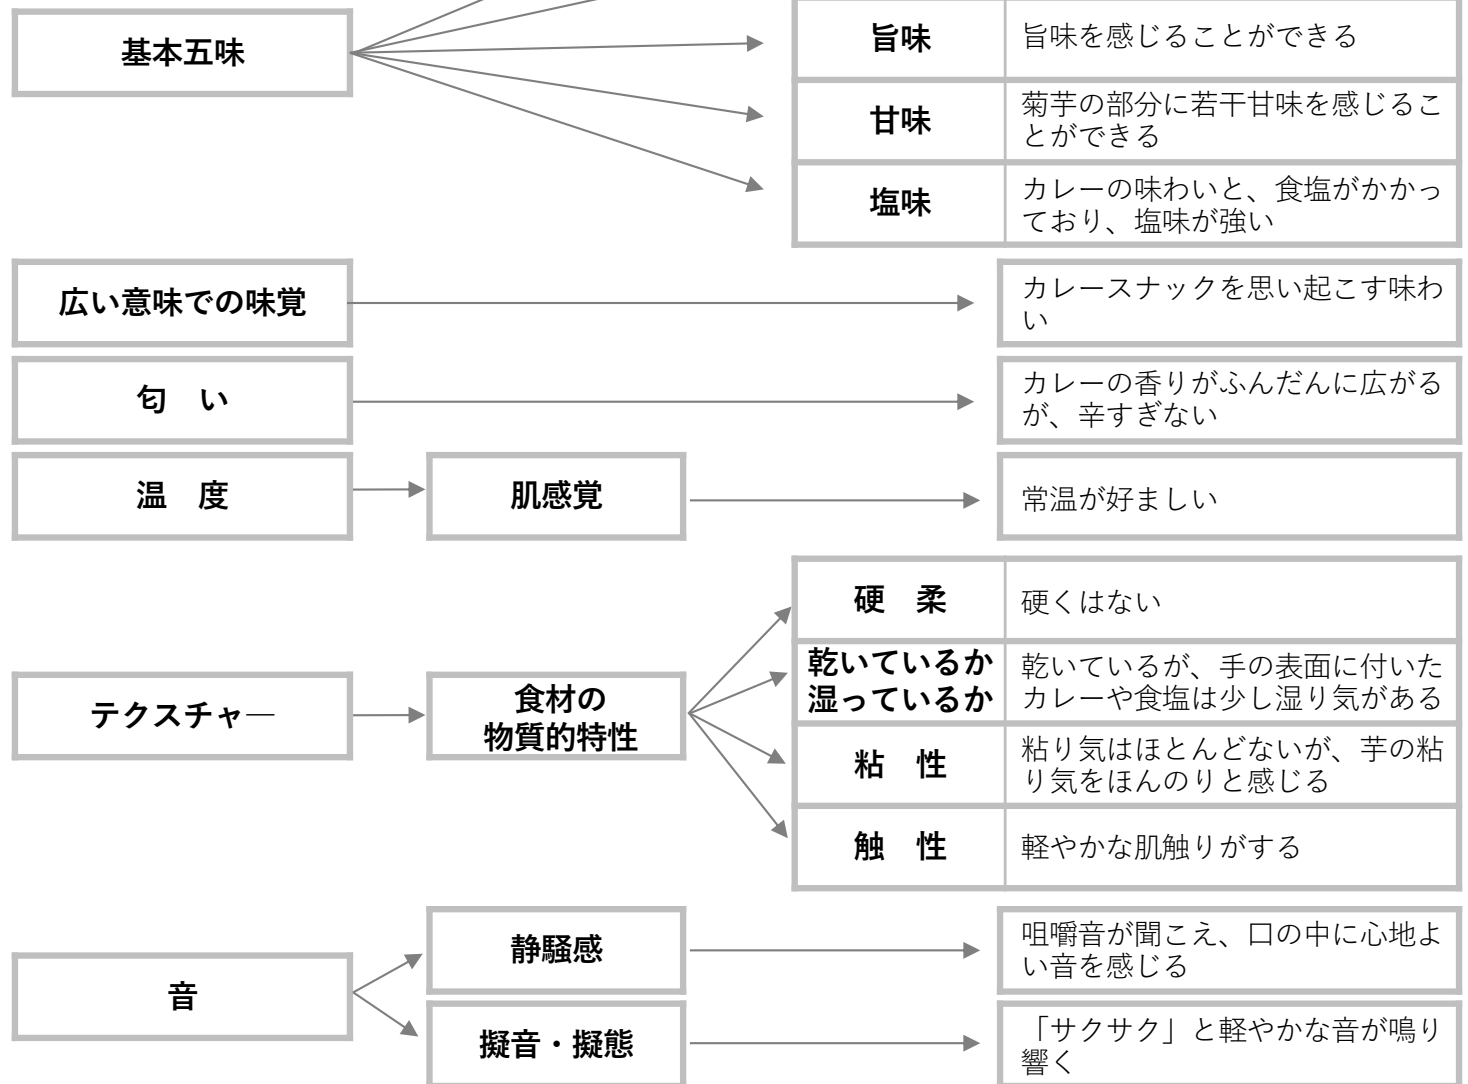 基本五味
旨味
旨味を感じることができる
甘味
菊芋の部分に若干甘味を感じるこ
とができる
塩味
カレーの味わいと、食塩がかかっ
ており、塩味が強い
広い意味での味覚
カレースナックを思い起こす味わ
い
匂　い
カレーの香りがふんだんに広がる
が、辛すぎない
温　度
肌感覚
常温が好ましい
テクスチャ―
食材の
物質的特性
硬　柔
硬くはない
乾いているか
湿っているか
乾いているが、手の表面に付いた
カレーや食塩は少し湿り気がある
粘　性
粘り気はほとんどないが、芋の粘
り気をほんのりと感じる
触　性
軽やかな肌触りがする
音
静騒感
咀嚼音が聞こえ、口の中に心地よ
い音を感じる
擬音・擬態
「サクサク」と軽やかな音が鳴り
響く